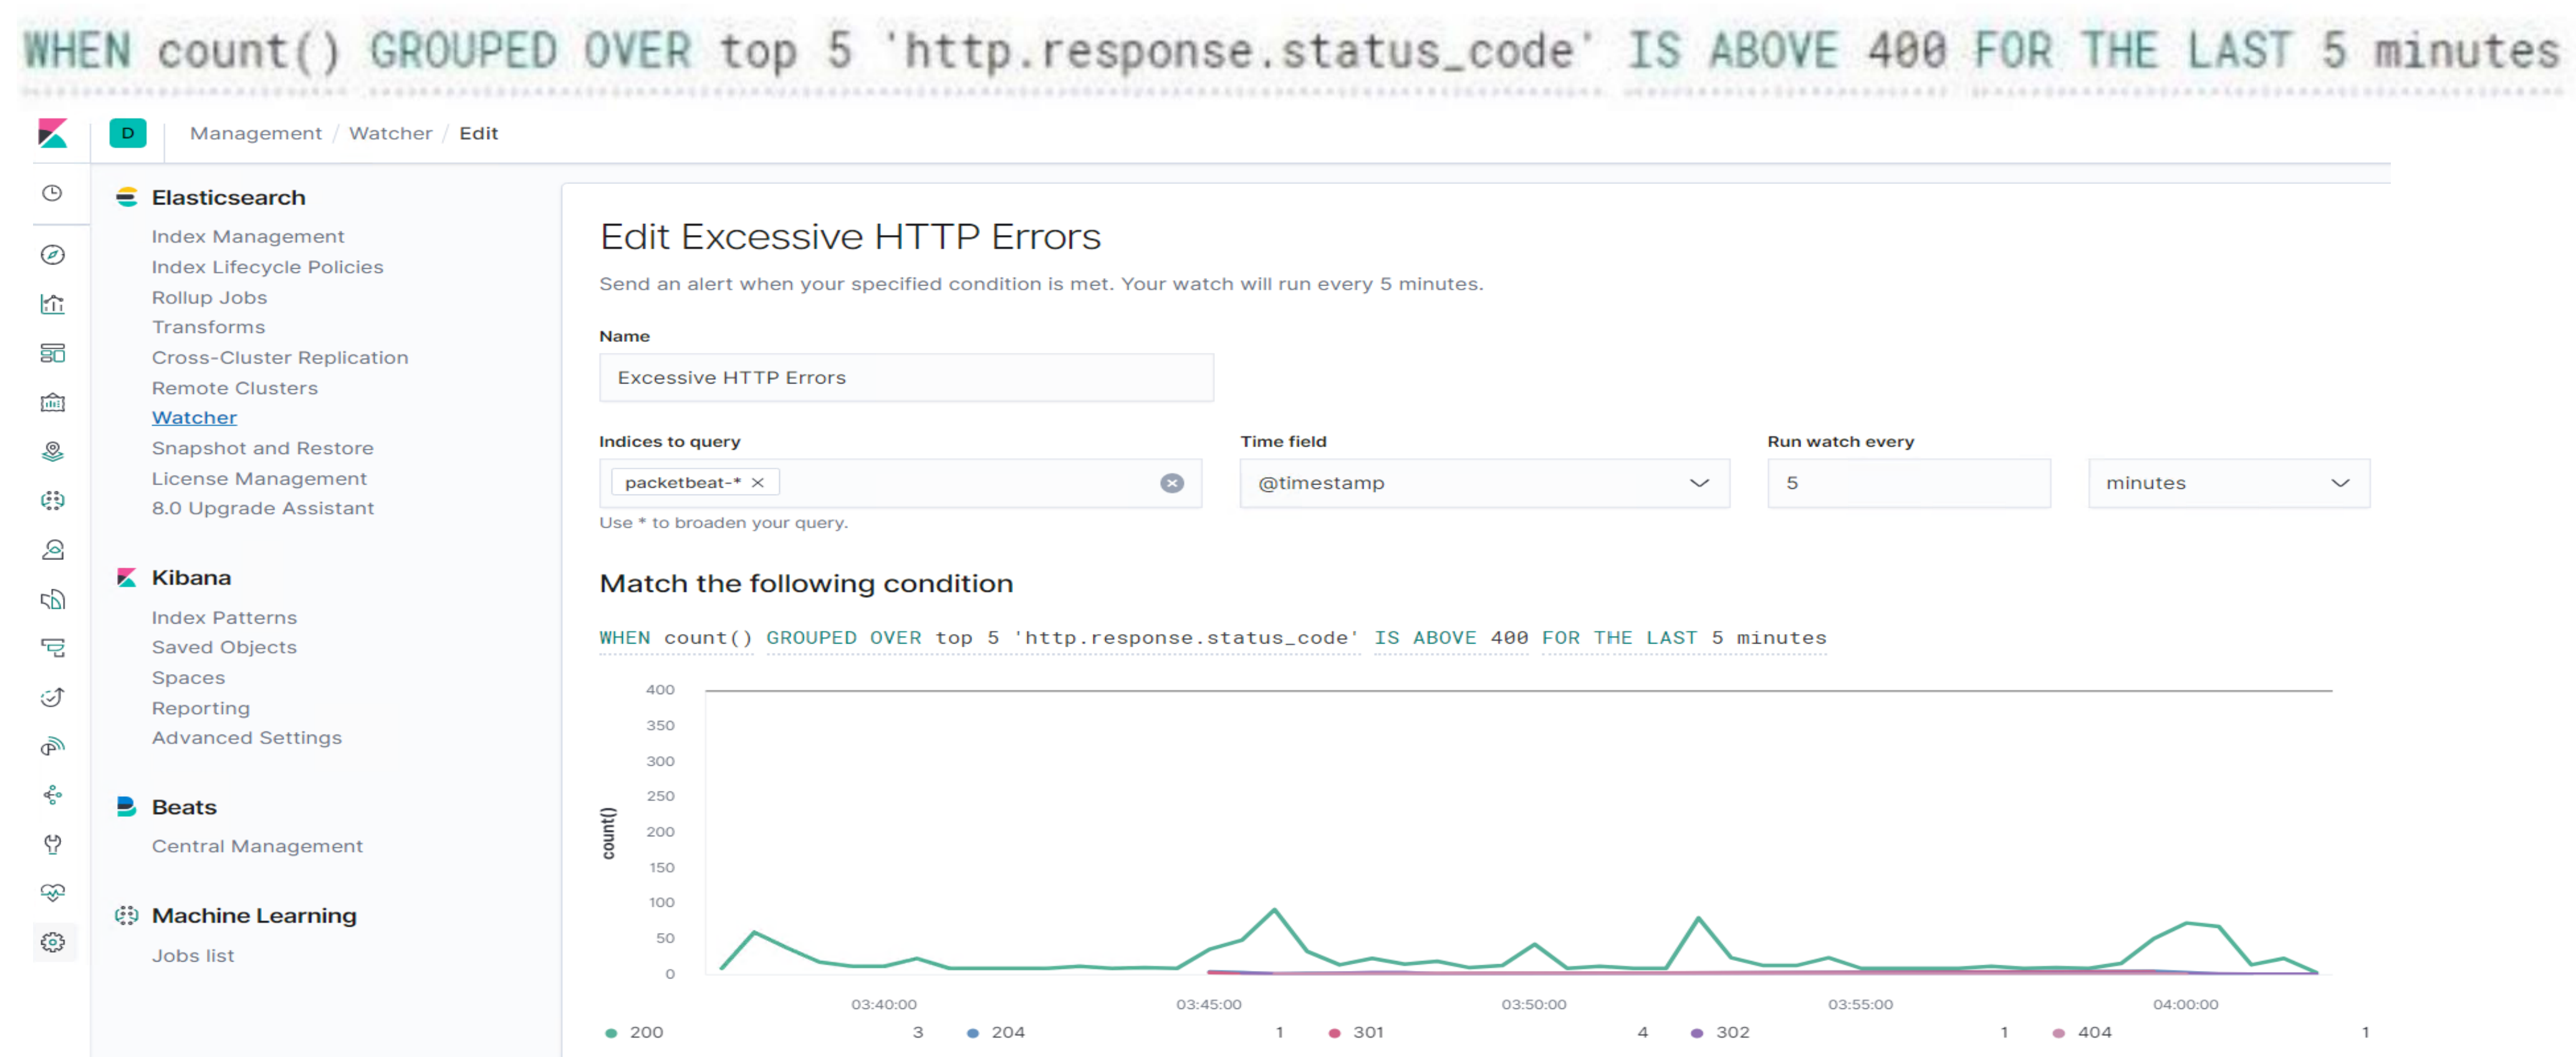 WHEN count() GROUPED OVER top 5 'http.response.status_code' IS ABOVE 400 FOR THE LAST 5 minutes
D Management / Watcher / Edit
Elasticsearch
Index Management
Index Lifecycle Policies
Rollup Jobs
Transforms
Cross-Cluster Replication
Remote Clusters
Watcher
Snapshot and Restore
License Management
8.0 Upgrade Assistant
Kibana
Index Patterns
Saved Objects
Spaces
Reporting
Advanced Settings
Beats
Central Management
Machine Learning
Jobs list
Edit Excessive HTTP Errors
Send an alert when your specified condition is met. Your watch will run every 5 minutes.
Name
Excessive HTTP Errors
Indices to query Time field Run watch every
packetbeat-* @timestamp 5 minutes
Use * to broaden your query.
Match the following condition
WHEN count() GROUPED OVER top 5 'http.response.status_code' IS ABOVE 400 FOR THE LAST 5 minutes
count()
400
350
300
250
200
150
100
50
0
03:40:00 03:45:00 03:50:00 03:55:00 04:00:00
200 3 204 1 301 4 302 1 404 1